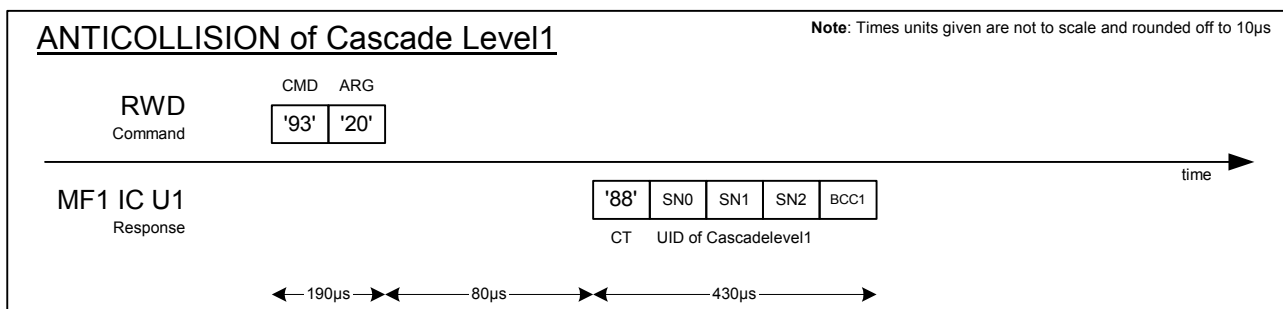 ANTICOLLISION of Cascade Level1
Note: Times units given are not to scale and rounded off to 10µs
CMD ARG
RWD
Command
'93' '20'
time
MF1 IC U1
Response
'88' SN0 SN1 SN2 BCC1
CT UID of Cascadelevel1
190µs 80µs 430µs